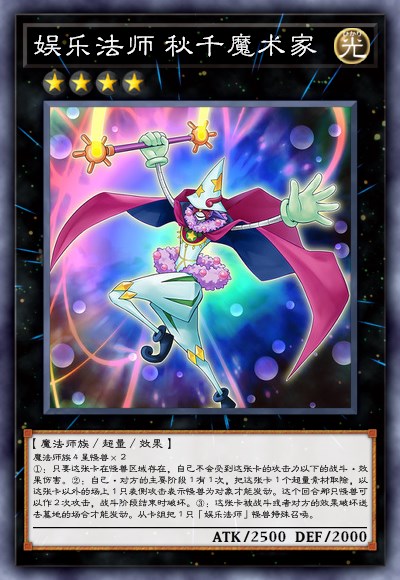 娱乐法师 秋千魔术家
光
【魔法师族/超量/效果】
魔法师族4星怪兽×2
①:只要这张卡在怪兽区域存在,自己不会受到这张卡的攻击力以下的战斗·效
果伤害。②:自己·对方的主要阶段1有1次,把这张卡1个超量素材取除,以
这张卡以外的场上1只表侧攻击表示怪兽为对象才能发动。这个回合那只怪兽可
以作2次攻击,战斗阶段结束时破坏。③:这张卡被战斗或者对方的效果破坏送
去墓地的场合才能发动。从卡组把1只「娱乐法师」怪兽特殊召唤。
ATK/2500 DEF/2000